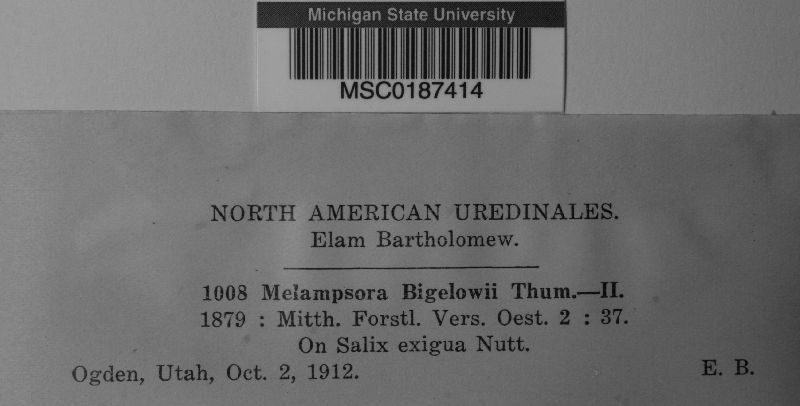 Michigan State University
MSC0187414
NORTH AMERICAN UREDINALES.
Elam Bartholomew.
1008 Melampsora Bigelowii Thum.—II.
1879 : Mitth. Forstl. Vers. Oest. 2 : 37.
On Salix exigua Nutt.
Ogden, Utah, Oct. 2, 1912. E. B.